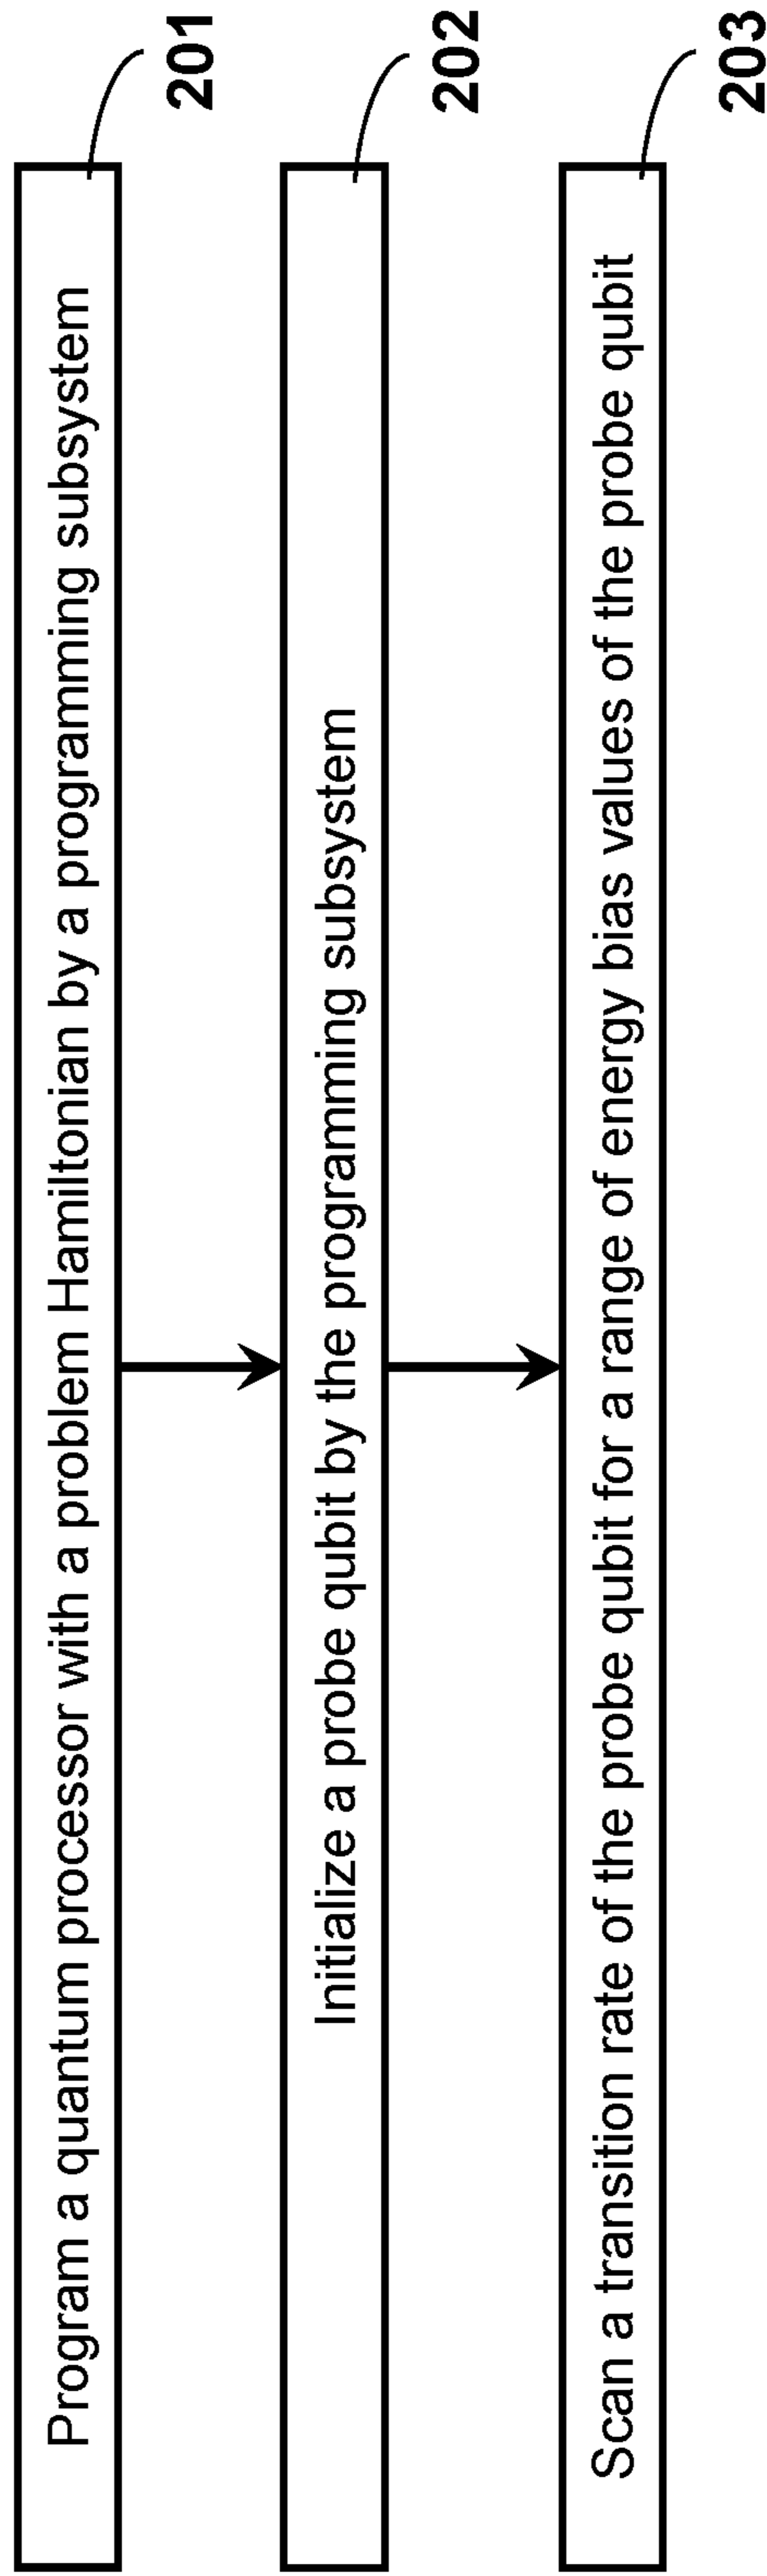 Program a quantum processor with a problem Hamiltonian by a programming subsystem
201
Initialize a probe qubit by the programming subsystem
202
Scan a transition rate of the probe qubit for a range of energy bias values of the probe qubit
203